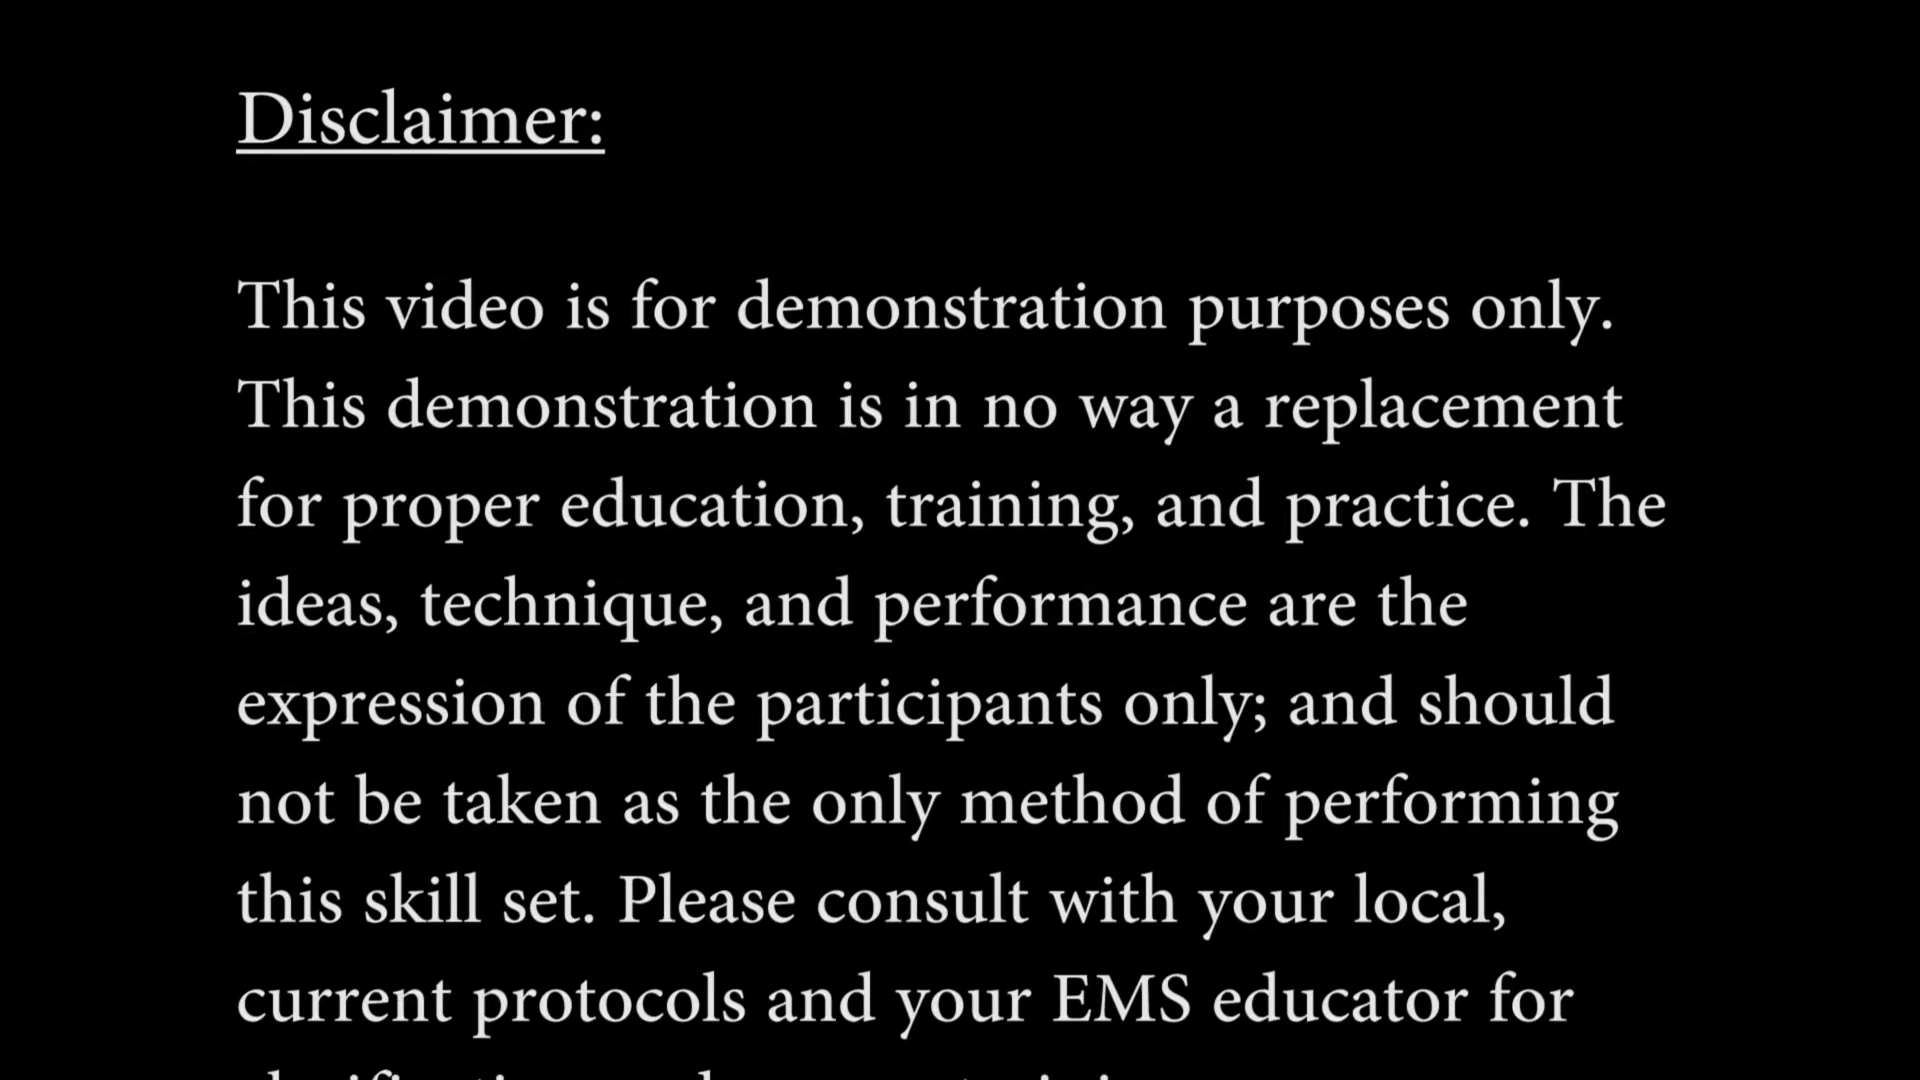 Disclaimer:
This video is for demonstration purposes only.
This demonstration is in no way a replacement
for proper education, training, and practice. The
ideas, technique, and performance are the
expression of the participants only; and should
not be taken as the only method of performing
this skill set. Please consult with your local,
current protocols and your EMS educator for